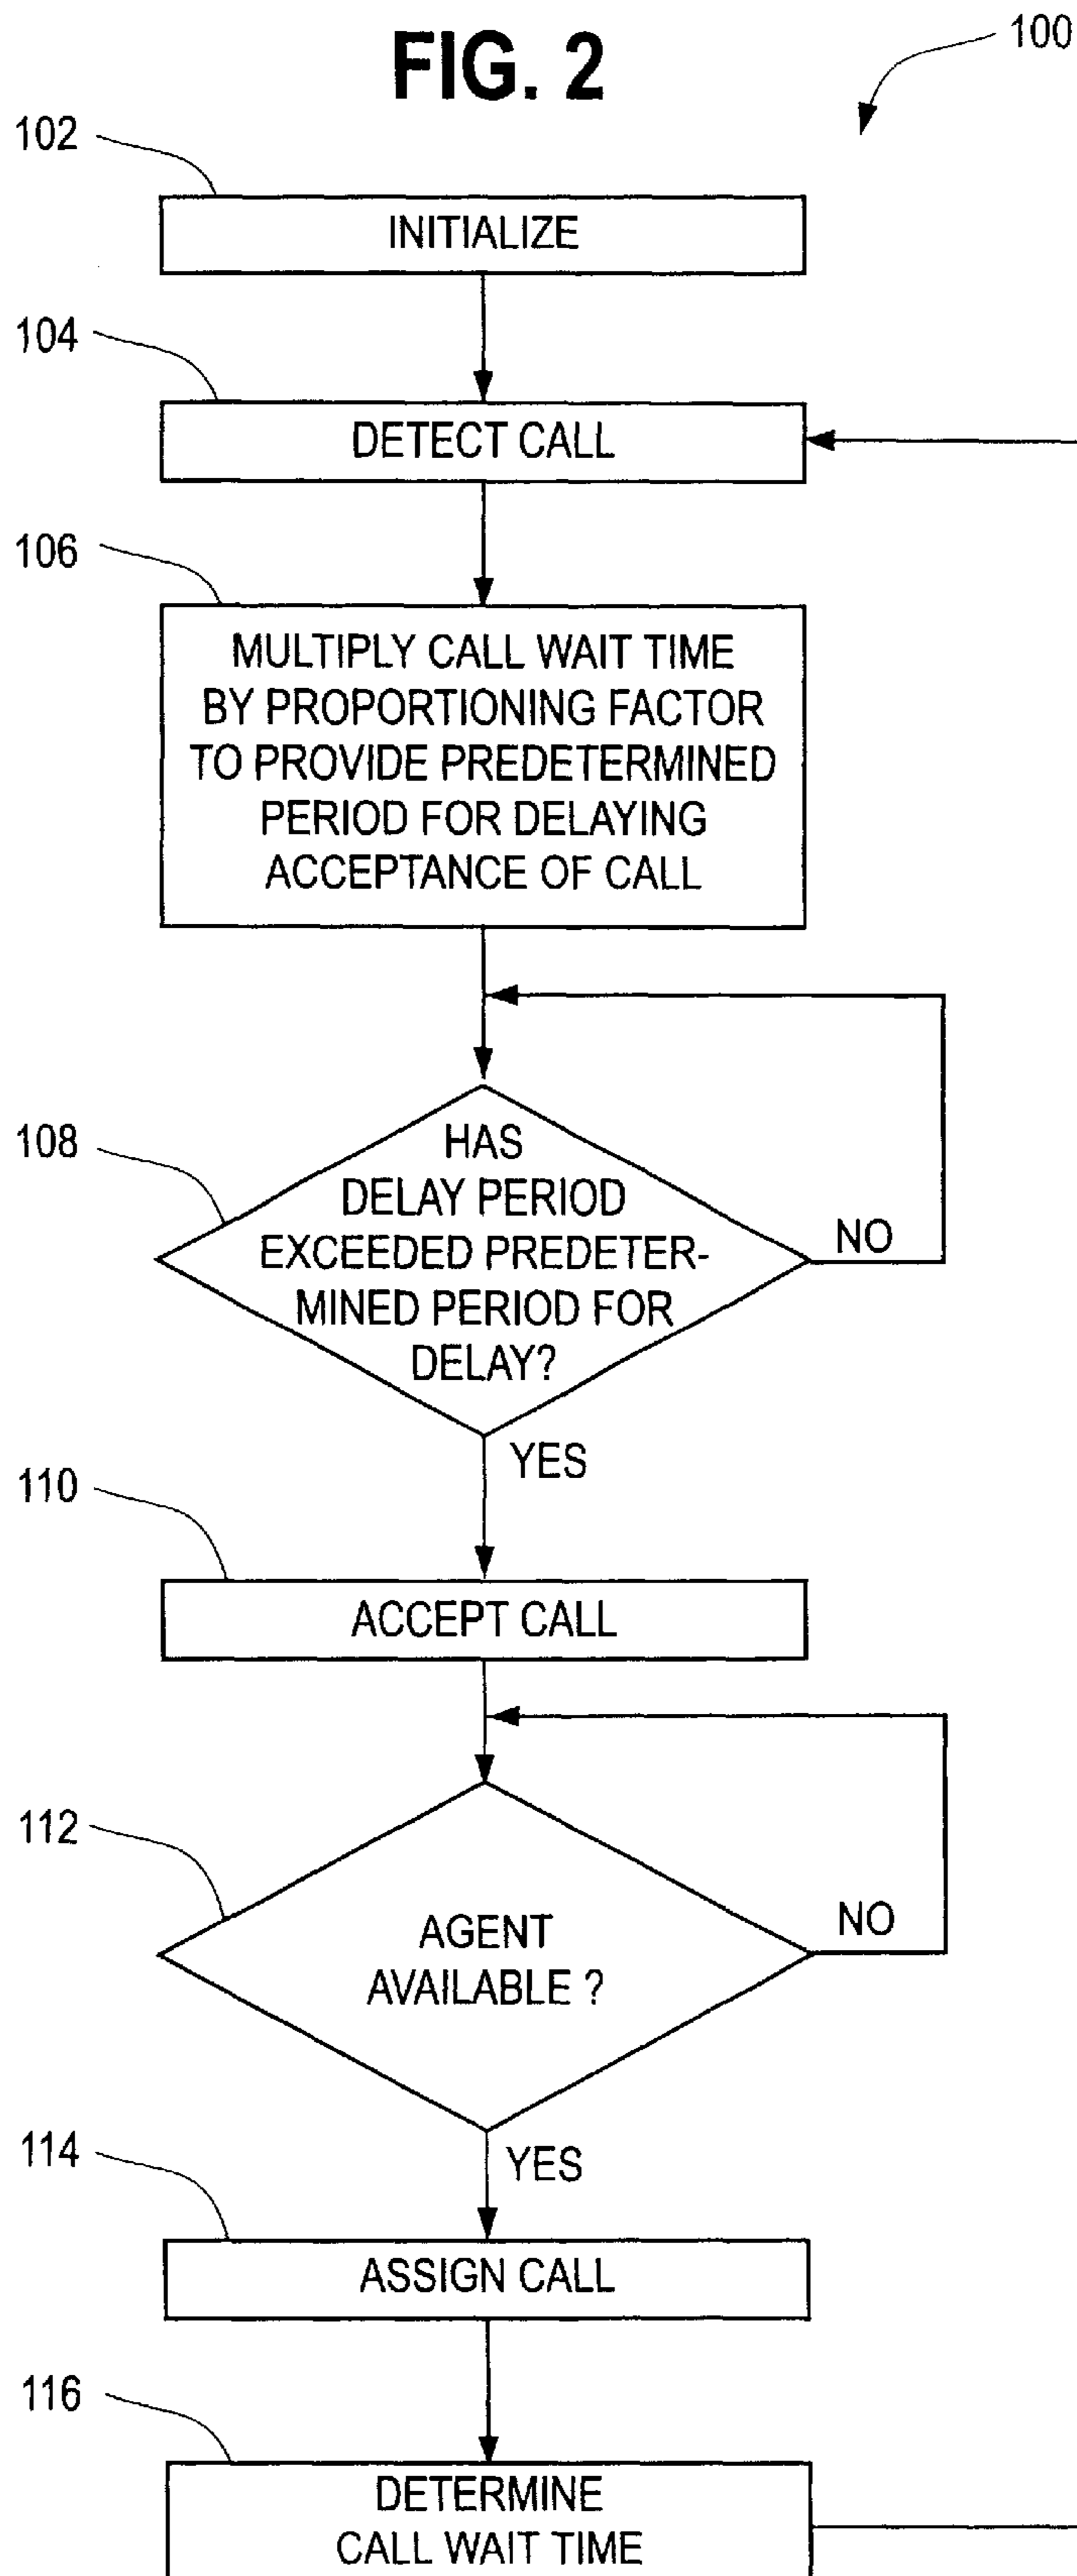 FIG. 2
100
102
INITIALIZE
104
DETECT CALL
106
MULTIPLY CALL WAIT TIME
BY PROPORTIONING FACTOR
TO PROVIDE PREDETERMINED
PERIOD FOR DELAYING
ACCEPTANCE OF CALL
108
HAS
DELAY PERIOD
EXCEEDED PREDETER-
MINED PERIOD FOR
DELAY?
NO
YES
110
ACCEPT CALL
112
AGENT
AVAILABLE ?
NO
YES
114
ASSIGN CALL
116
DETERMINE
CALL WAIT TIME